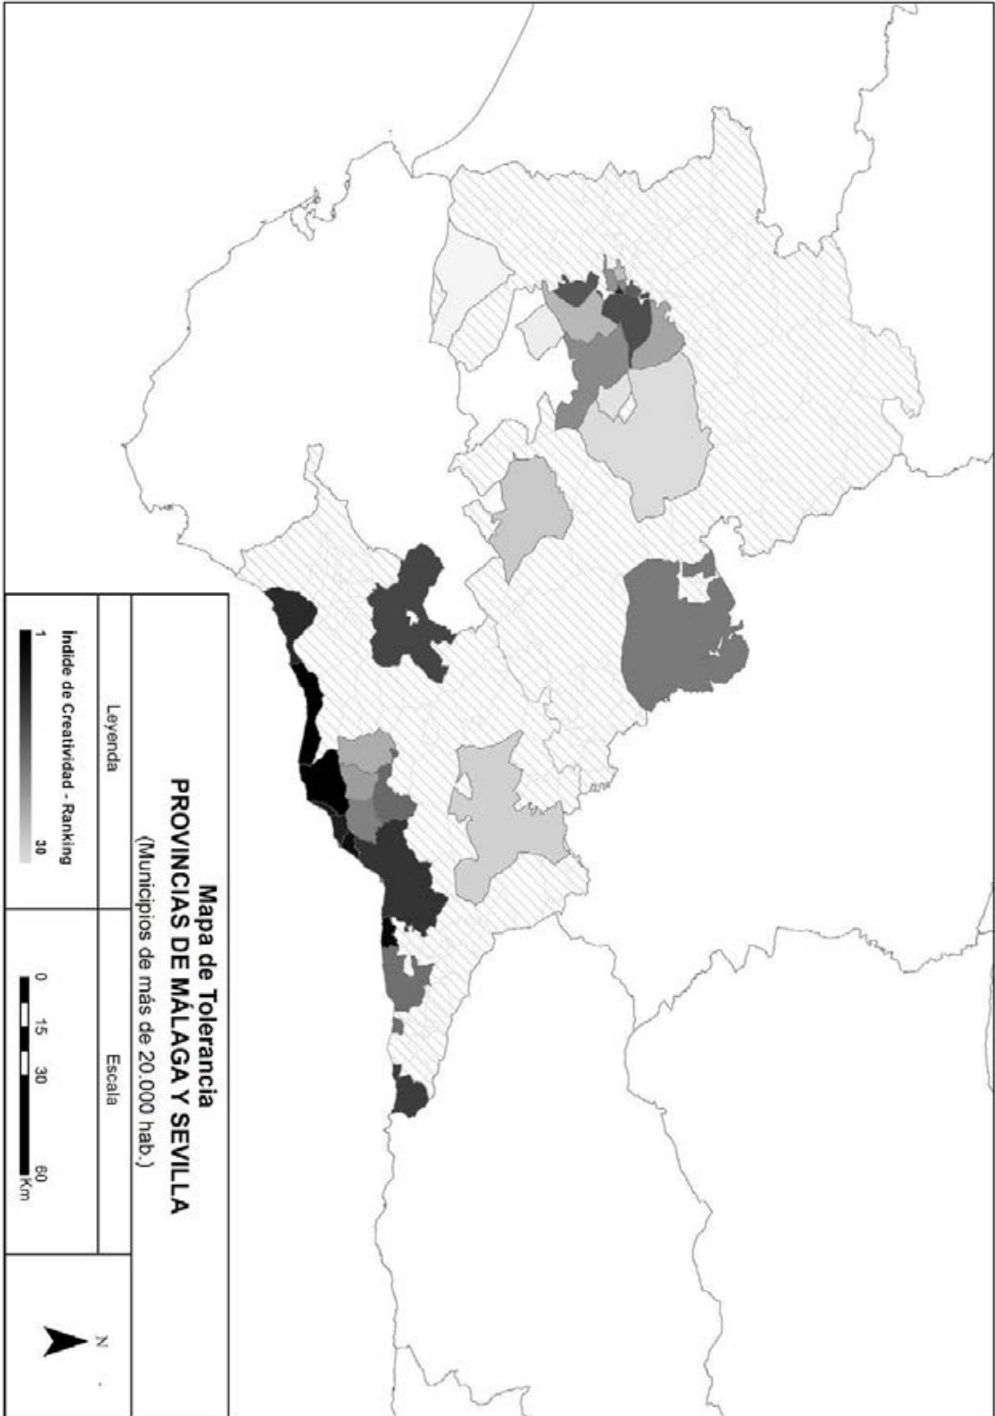 Mapa de Tolerancia
PROVINCIAS DE MÁLAGA Y SEVILLA
(Municipios de más de 20.000 hab.)
Leyenda
Índide de Creatividad - Ranking
1
30
Escala
0 15 30 60
Km
N